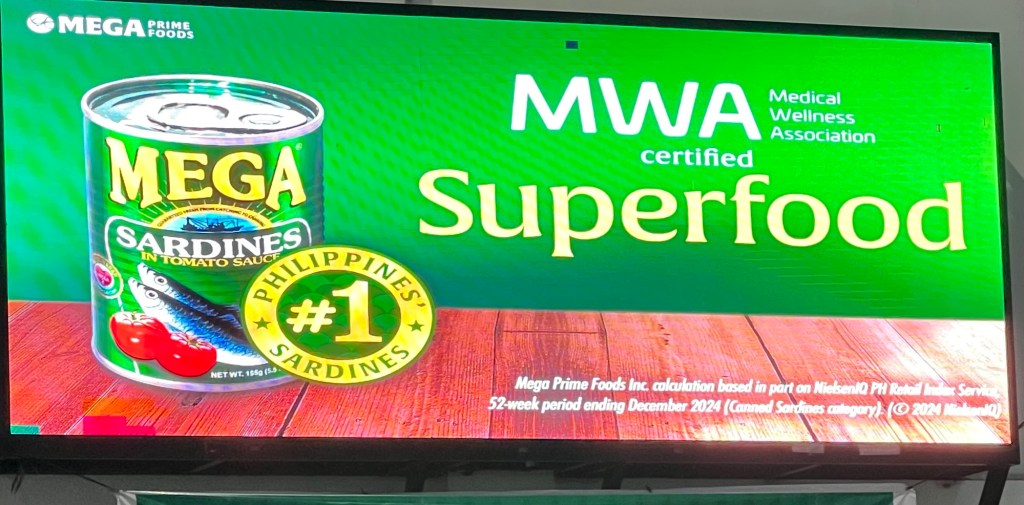 MEGA PRIME FOODS
MWA Medical Wellness Association
certified
Superfood
MEGA
SARDINES
IN TOMATO SAUCE
PHILIPPINES'
#1
SARDINES
NET WT. 155g
Mega Prime Foods Inc. calculation based in part on NielsenIQ PH Retail Index Service
52-week period ending December 2024 (Canned Sardines category). (© 2024 NielsenIQ)